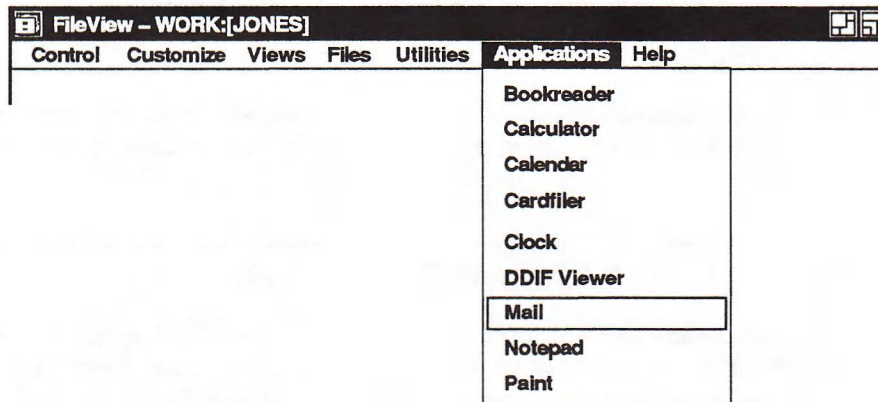 FileView – WORK:[JONES]
Control Customize Views Files Utilities Applications Help
Bookreader
Calculator
Calendar
Cardfiler
Clock
DDIF Viewer
Mail
Notepad
Paint